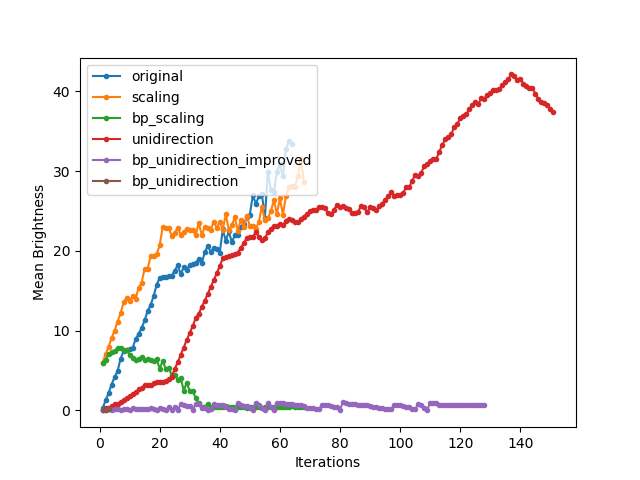 original
scaling
bp_scaling
unidirection
bp_unidirection_improved
bp_unidirection
40
30
20
10
0
Mean Brightness
0 20 40 60 80 100 120 140
Iterations